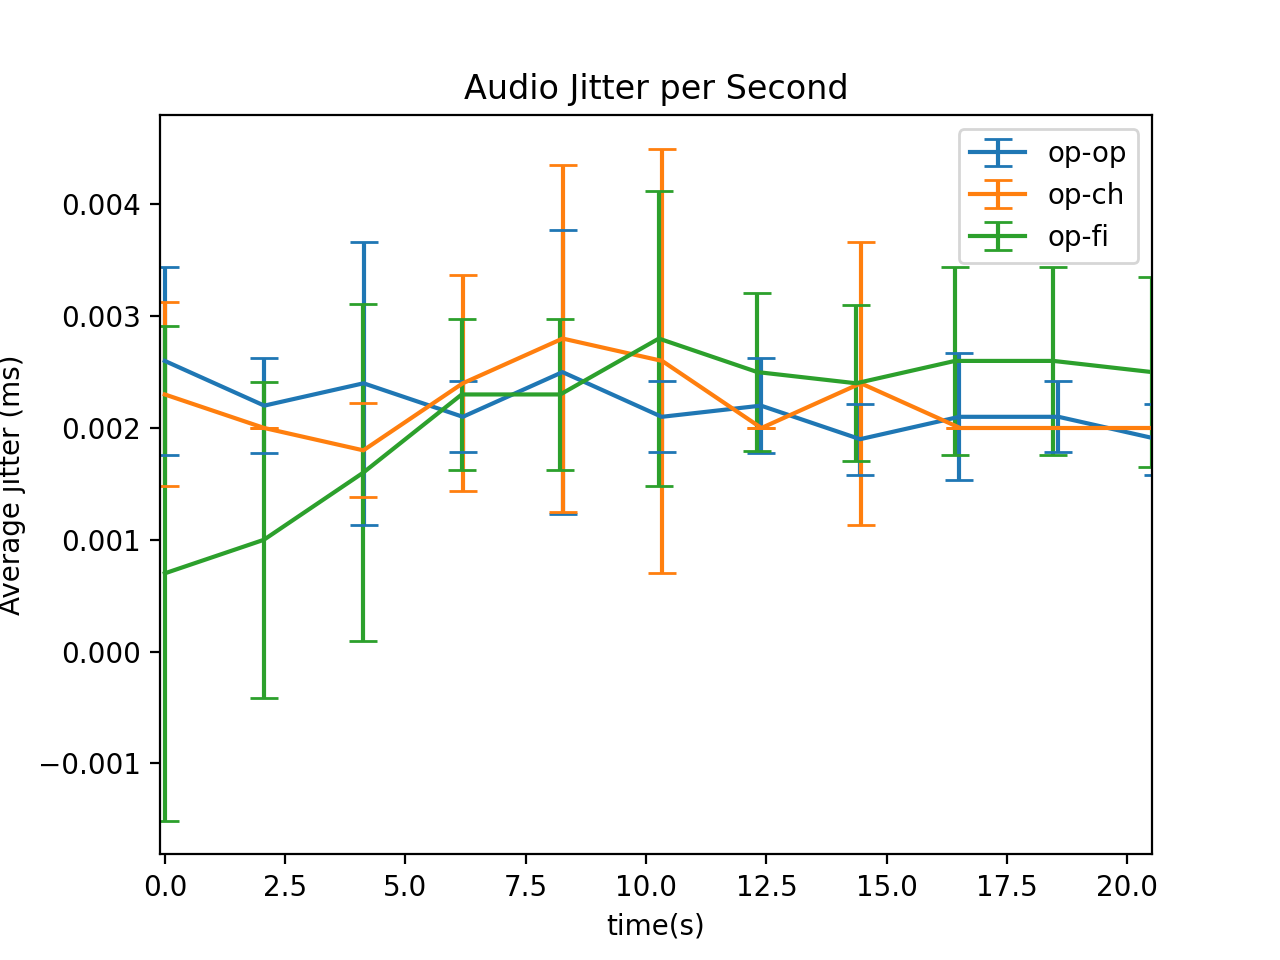 Audio Jitter per Second
op-op
op-ch
op-fi
Average jitter (ms)
0.004
0.003
0.002
0.001
0.000
−0.001
0.0 2.5 5.0 7.5 10.0 12.5 15.0 17.5 20.0
time(s)